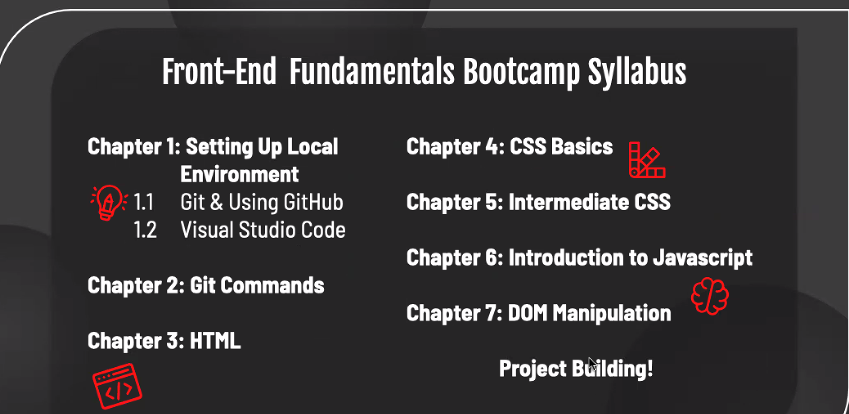 Front-End Fundamentals Bootcamp Syllabus
Chapter 1: Setting Up Local
Environment
1.1 Git & Using GitHub
1.2 Visual Studio Code
Chapter 2: Git Commands
Chapter 3: HTML
</>
Chapter 4: CSS Basics
Chapter 5: Intermediate CSS
Chapter 6: Introduction to Javascript
Chapter 7: DOM Manipulation
Project Building!